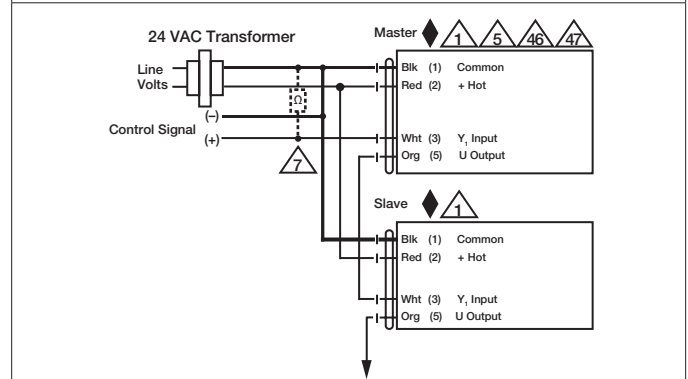 24 VAC Transformer
Line
Volts
(–)
Control Signal
(+)
Ω
7
Master 1 5 46 47
Blk (1) Common
Red (2) + Hot
Wht (3) Y₁ Input
Org (5) U Output
Slave 1
Blk (1) Common
Red (2) + Hot
Wht (3) Y₁ Input
Org (5) U Output